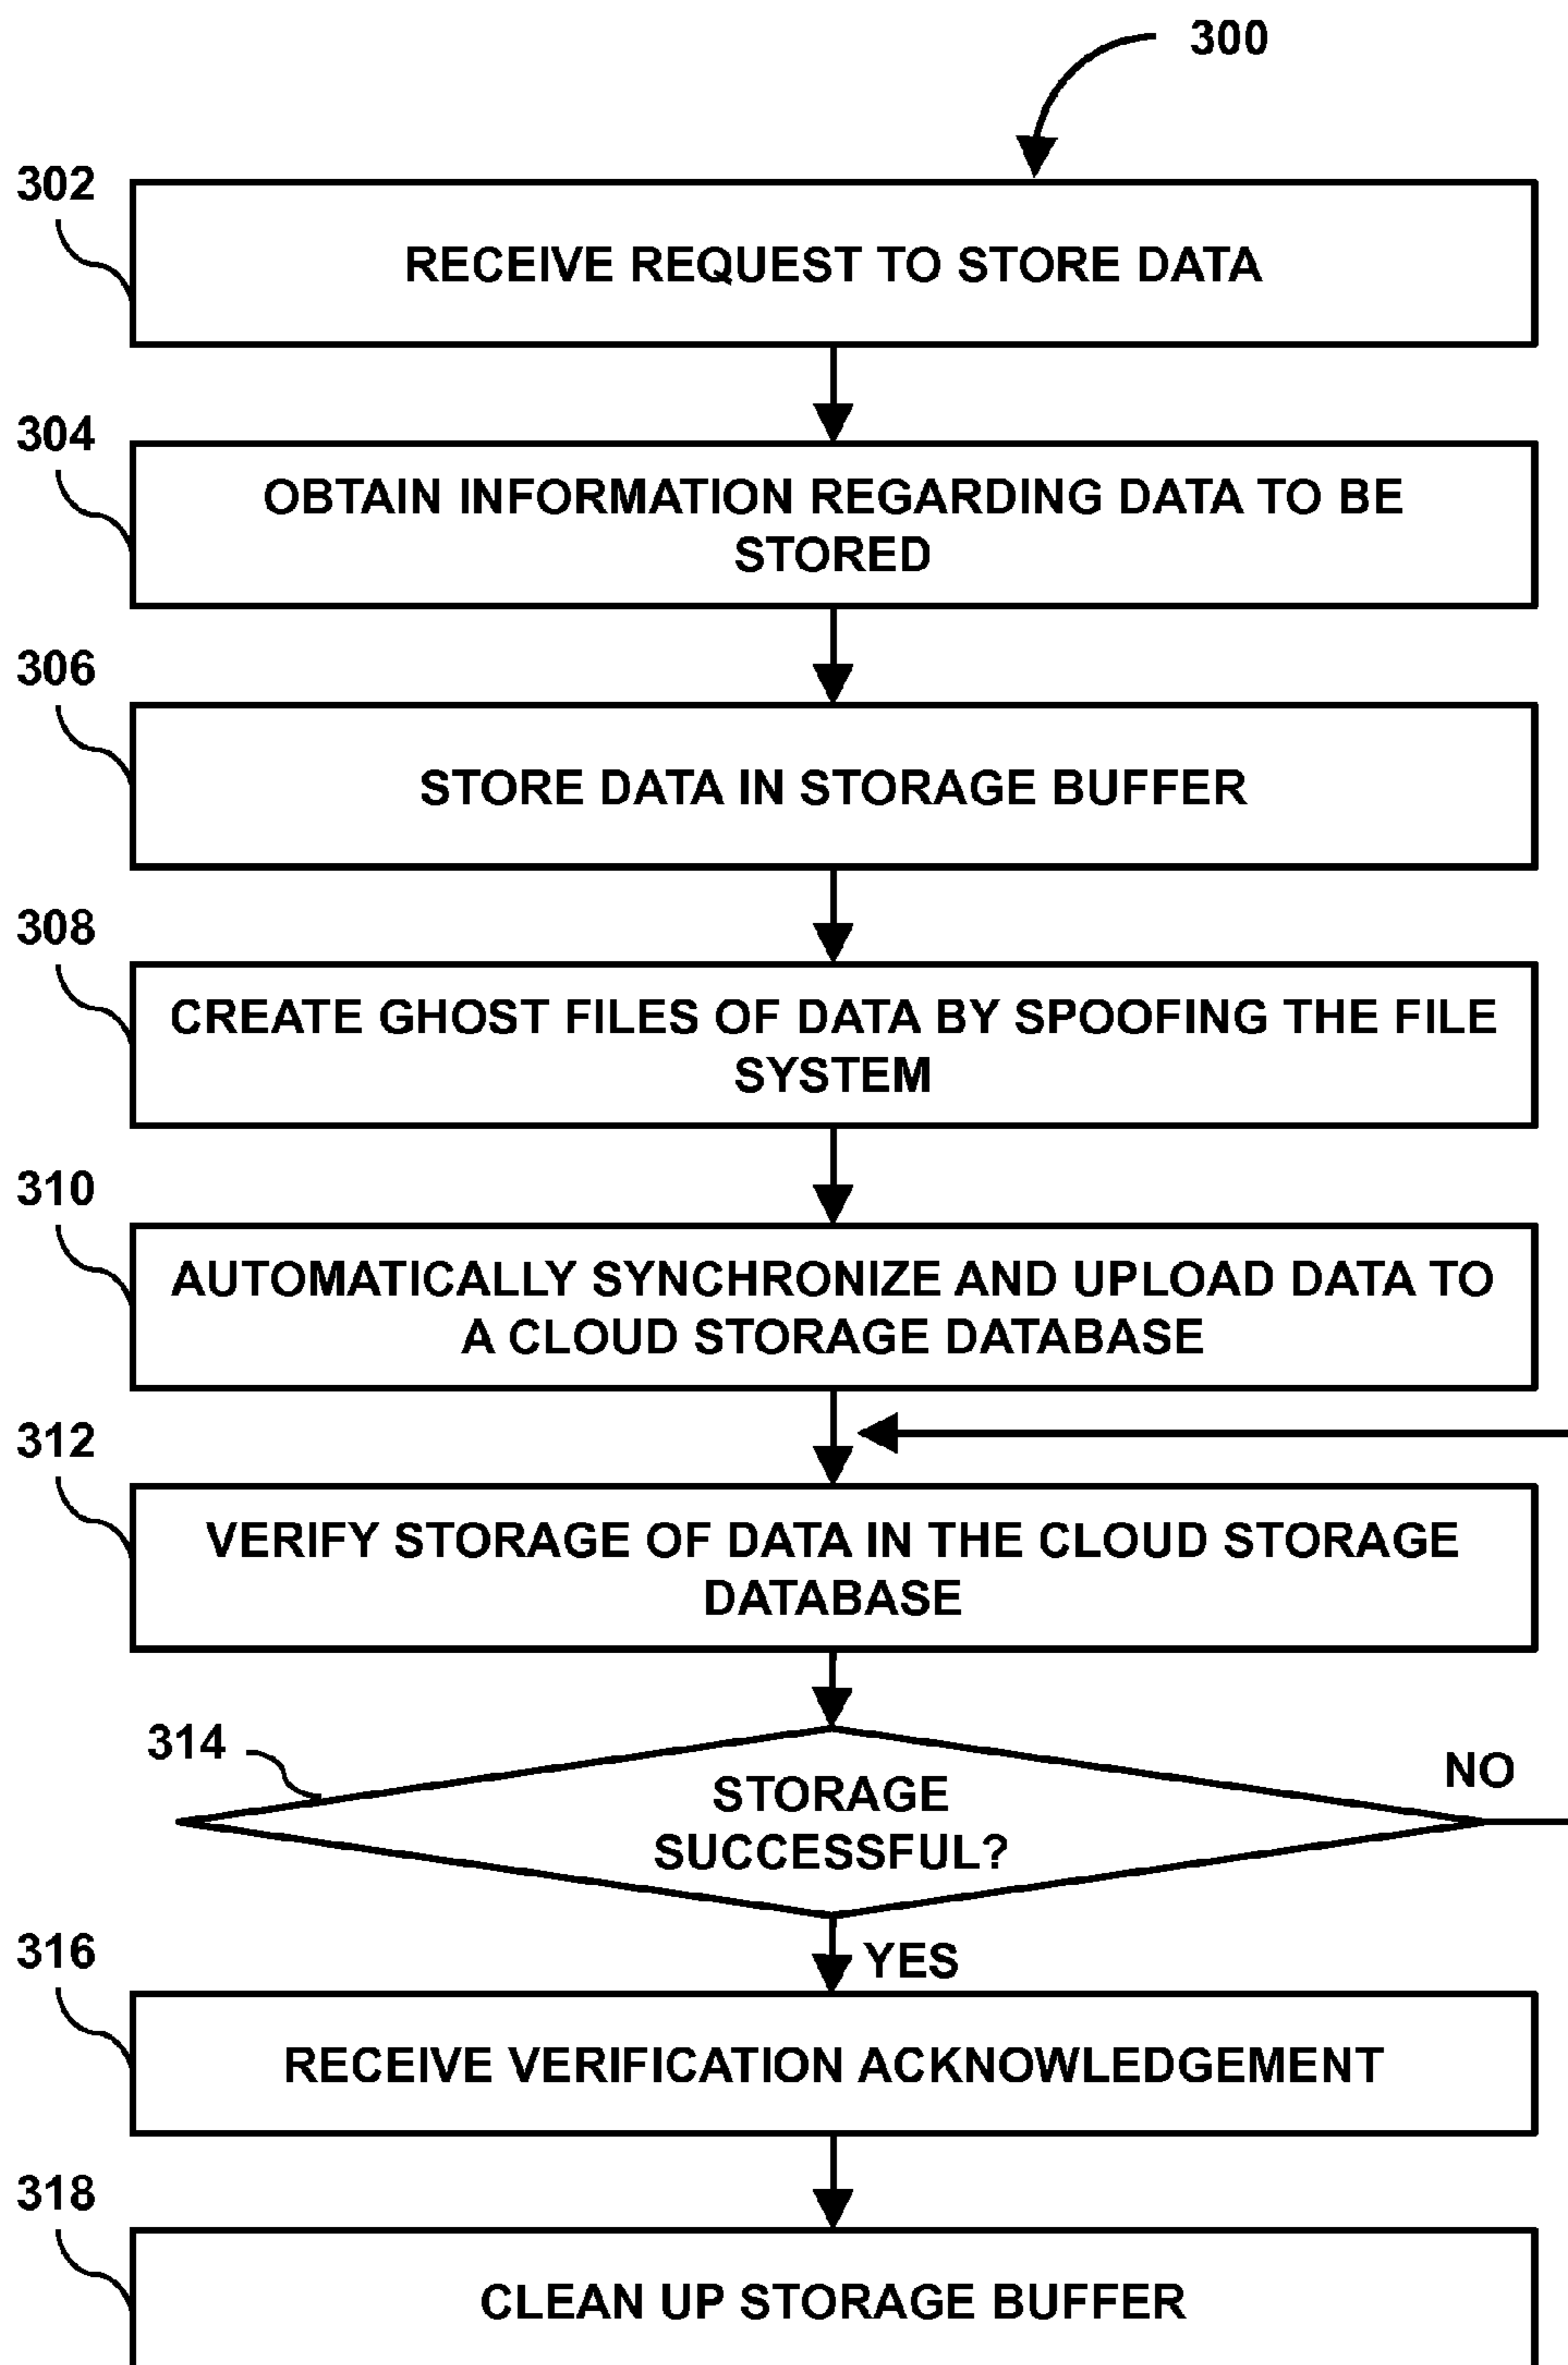 300
302
RECEIVE REQUEST TO STORE DATA
304
OBTAIN INFORMATION REGARDING DATA TO BE
STORED
306
STORE DATA IN STORAGE BUFFER
308
CREATE GHOST FILES OF DATA BY SPOOFING THE FILE
SYSTEM
310
AUTOMATICALLY SYNCHRONIZE AND UPLOAD DATA TO
A CLOUD STORAGE DATABASE
312
VERIFY STORAGE OF DATA IN THE CLOUD STORAGE
DATABASE
314
STORAGE
SUCCESSFUL?
NO
YES
316
RECEIVE VERIFICATION ACKNOWLEDGEMENT
318
CLEAN UP STORAGE BUFFER